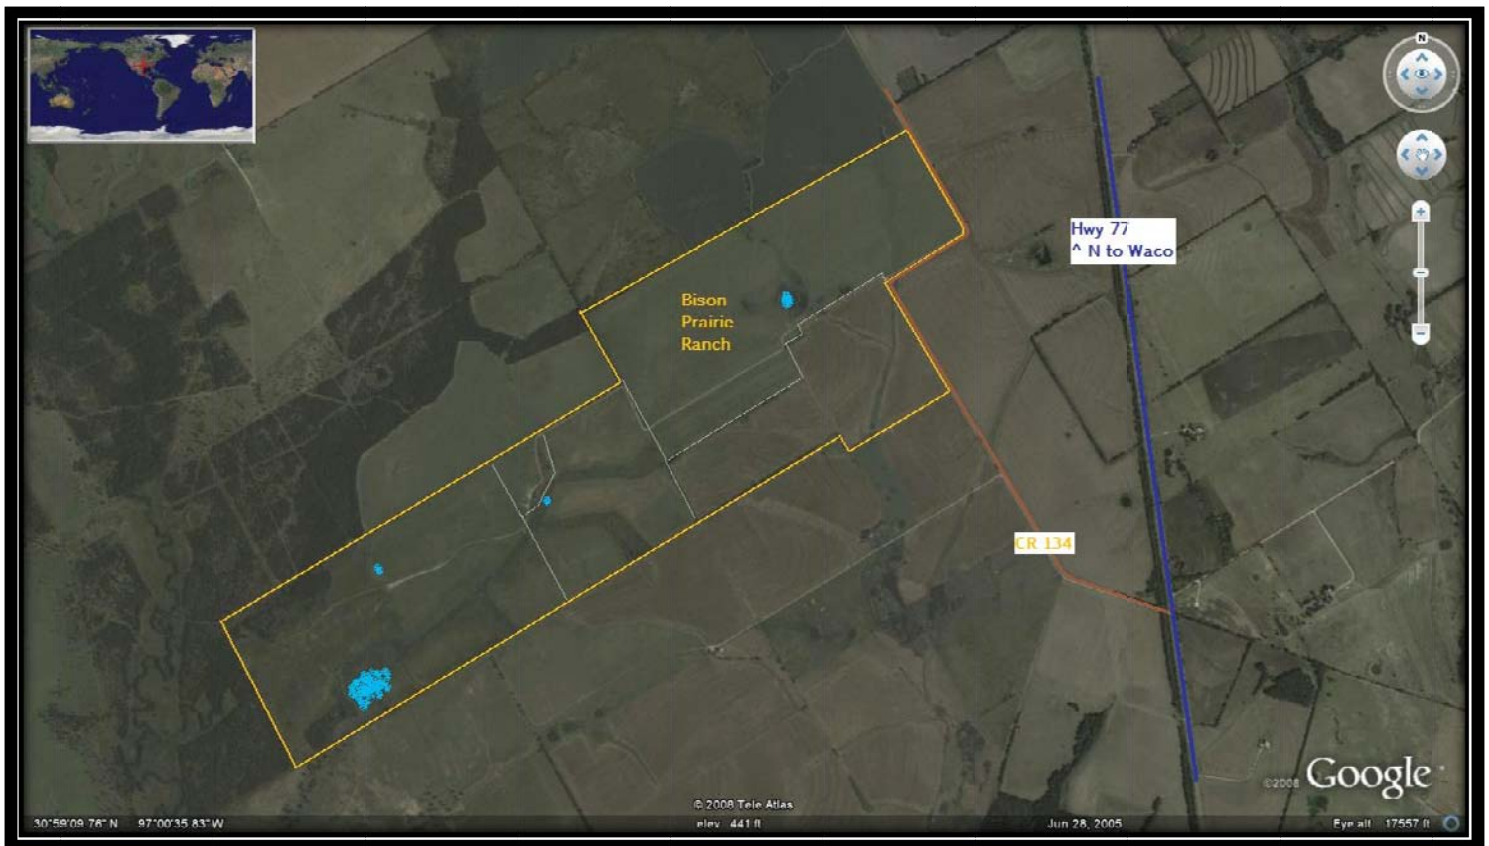 N
Hwy 77
^ N to Waco
Bison
Prairie
Ranch
CR 134
©2008 Google
© 2008 Tele Atlas
30°59'09.76" N 97°00'35.83" W
elev 441 ft
Jun 28, 2005
Eye alt 17557 ft